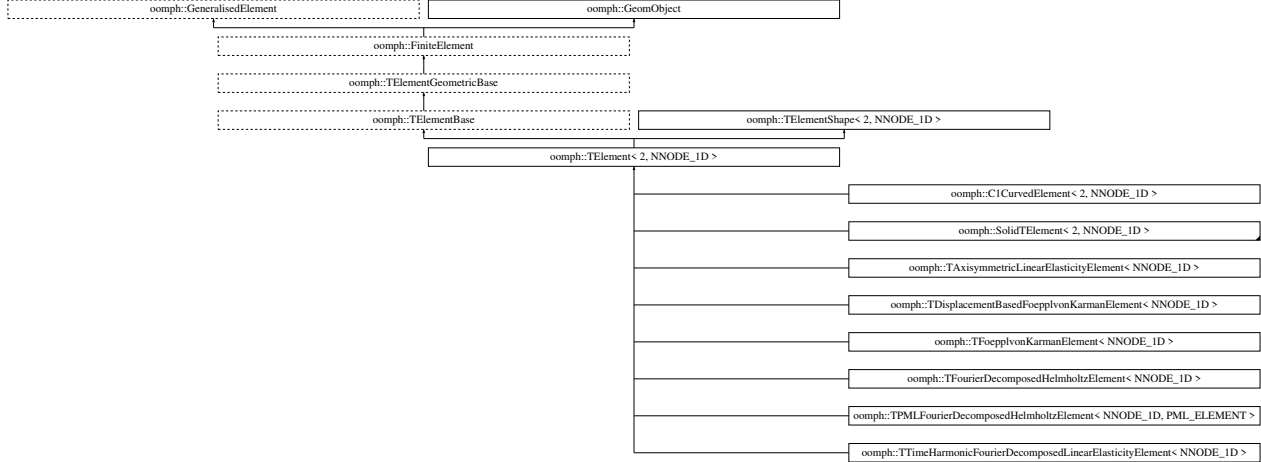 oomph::GeneralisedElement
oomph::GeomObject
oomph::FiniteElement
oomph::TElementGeometricBase
oomph::TElementBase
oomph::TElementShape< 2, NNODE_1D >
oomph::TElement< 2, NNODE_1D >
oomph::C1CurvedElement< 2, NNODE_1D >
oomph::SolidTElement< 2, NNODE_1D >
oomph::TAxisymmetricLinearElasticityElement< NNODE_1D >
oomph::TDisplacementBasedFoepplvonKarmanElement< NNODE_1D >
oomph::TFoepplvonKarmanElement< NNODE_1D >
oomph::TFourierDecomposedHelmholtzElement< NNODE_1D >
oomph::TPMLFourierDecomposedHelmholtzElement< NNODE_1D, PML_ELEMENT >
oomph::TTimeHarmonicFourierDecomposedLinearElasticityElement< NNODE_1D >